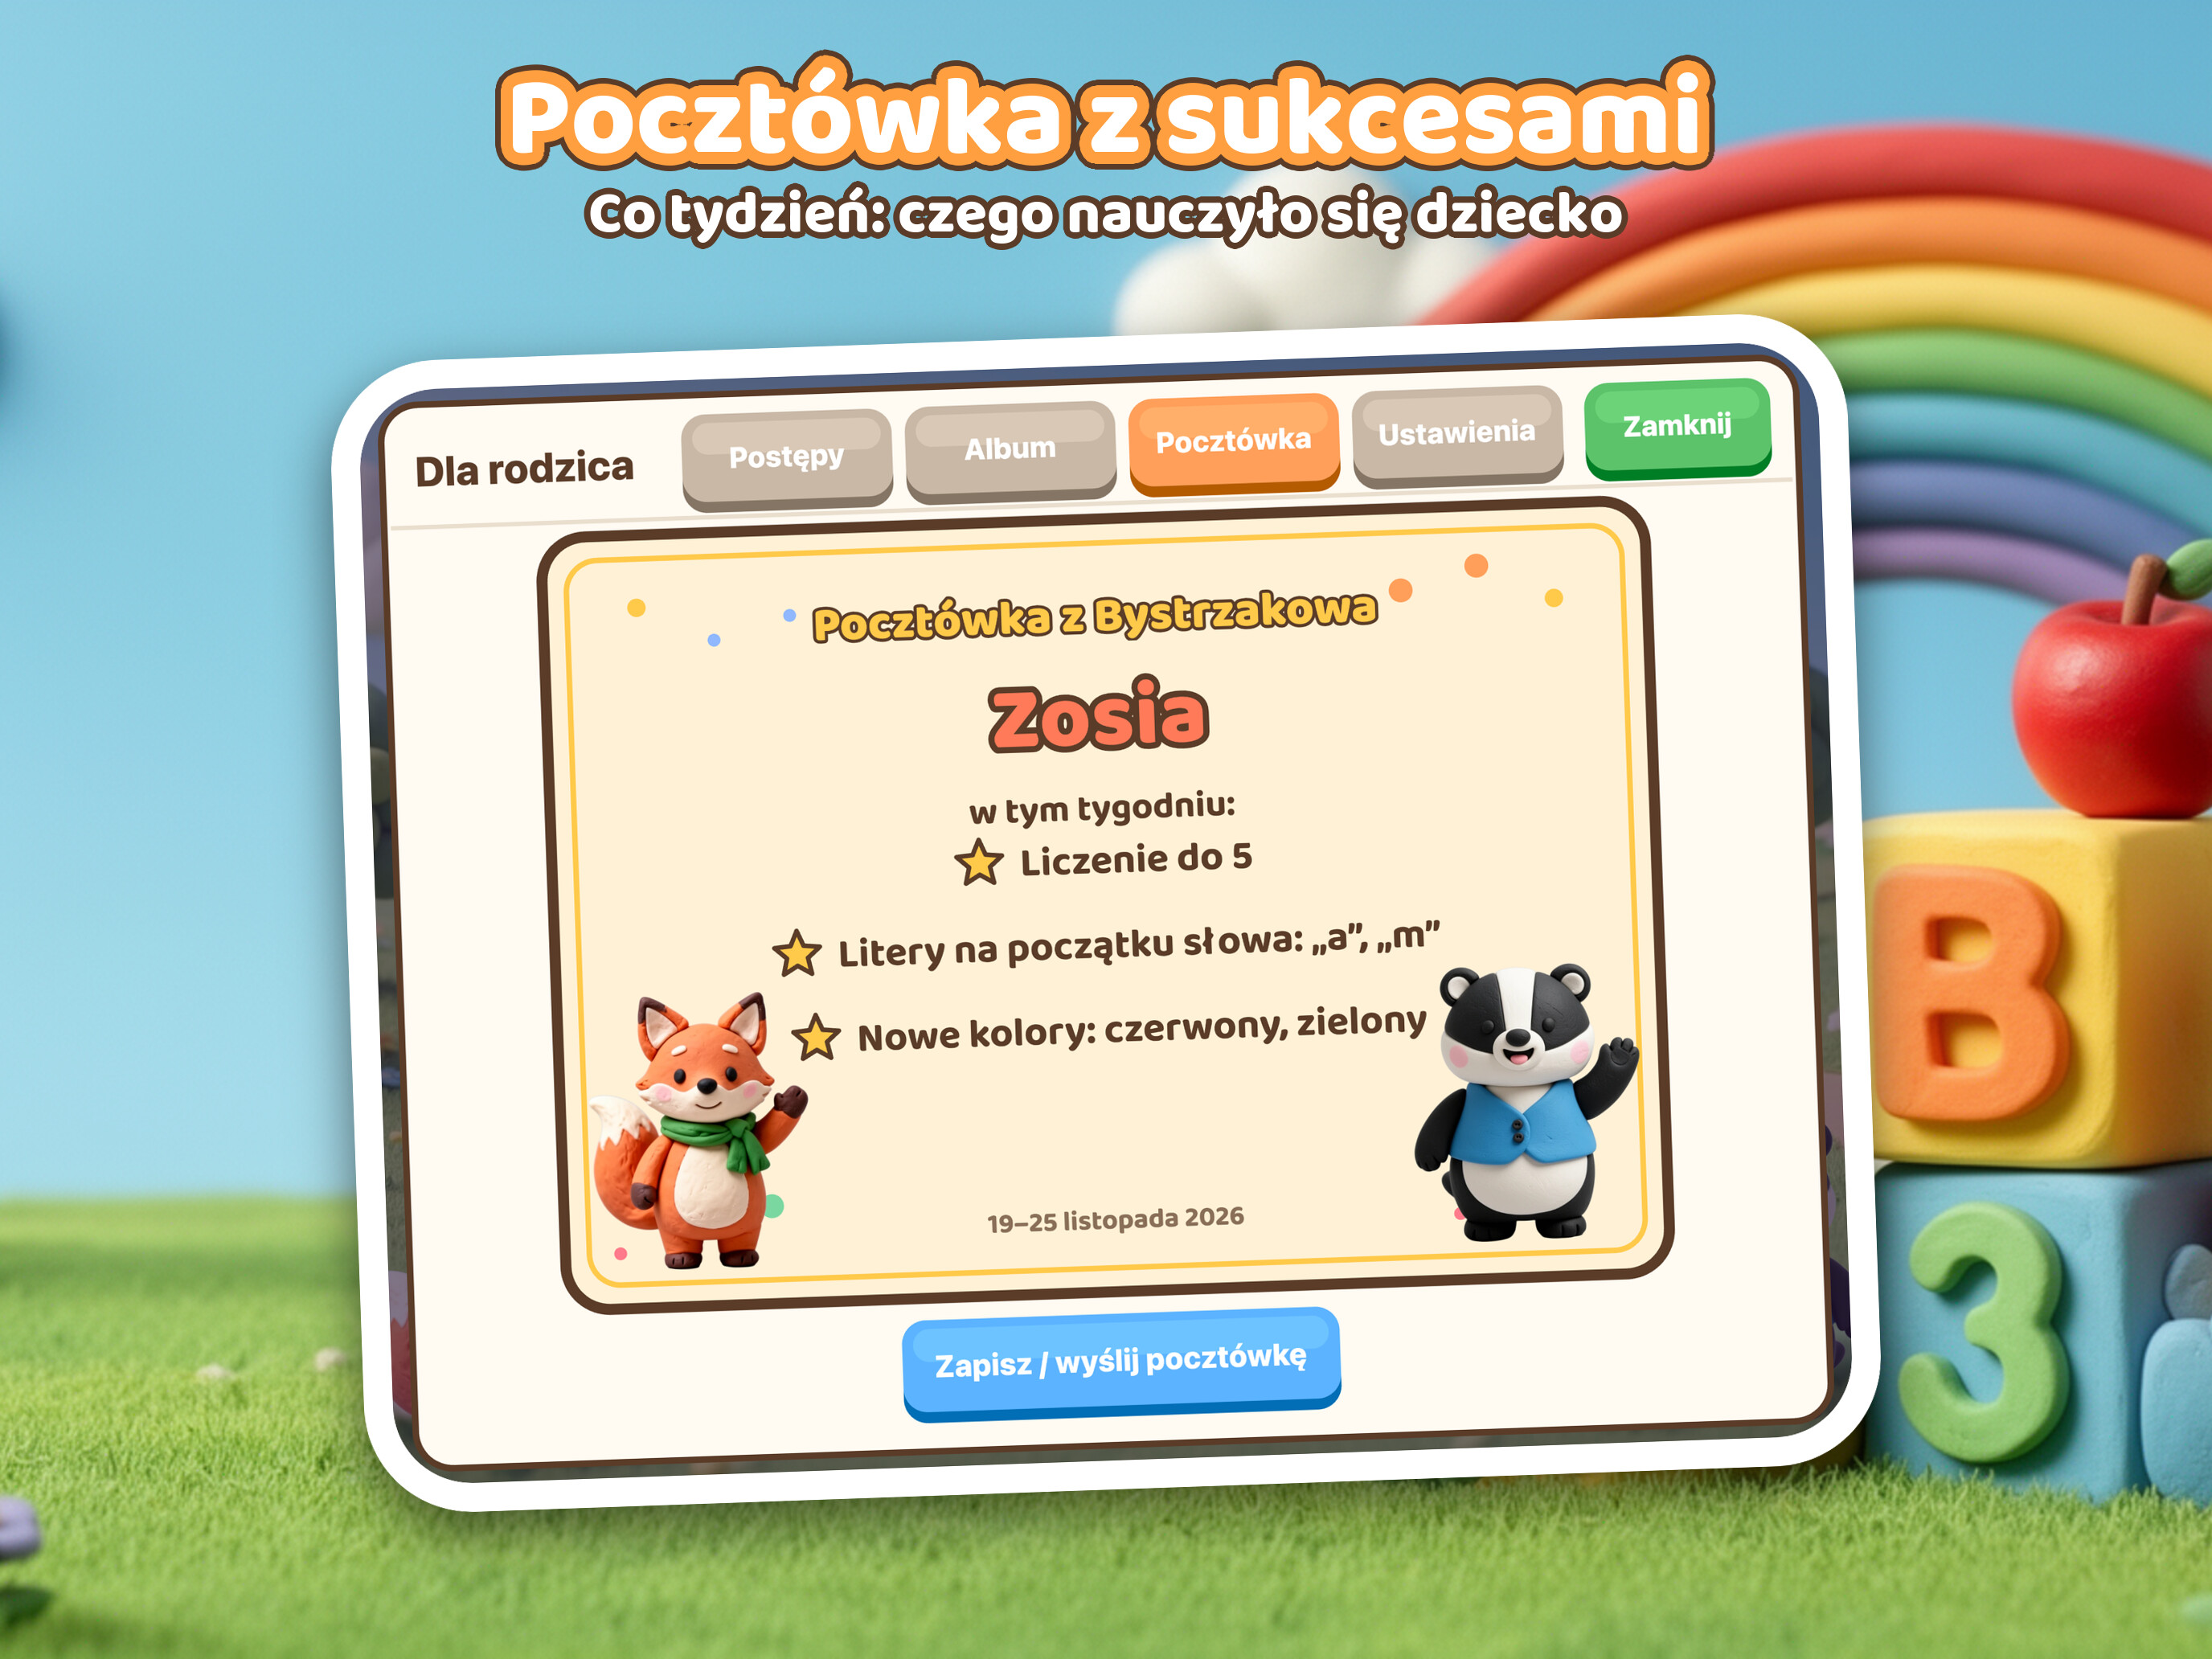 Pocztówka z sukcesami
Co tydzień: czego nauczyło się dziecko
Dla rodzica
Postępy
Album
Pocztówka
Ustawienia
Zamknij
Pocztówka z Bystrzakowa
Zosia
w tym tygodniu:
Liczenie do 5
Litery na początku słowa: „a”, „m”
Nowe kolory: czerwony, zielony
19–25 listopada 2026
Zapisz / wyślij pocztówkę
B
3